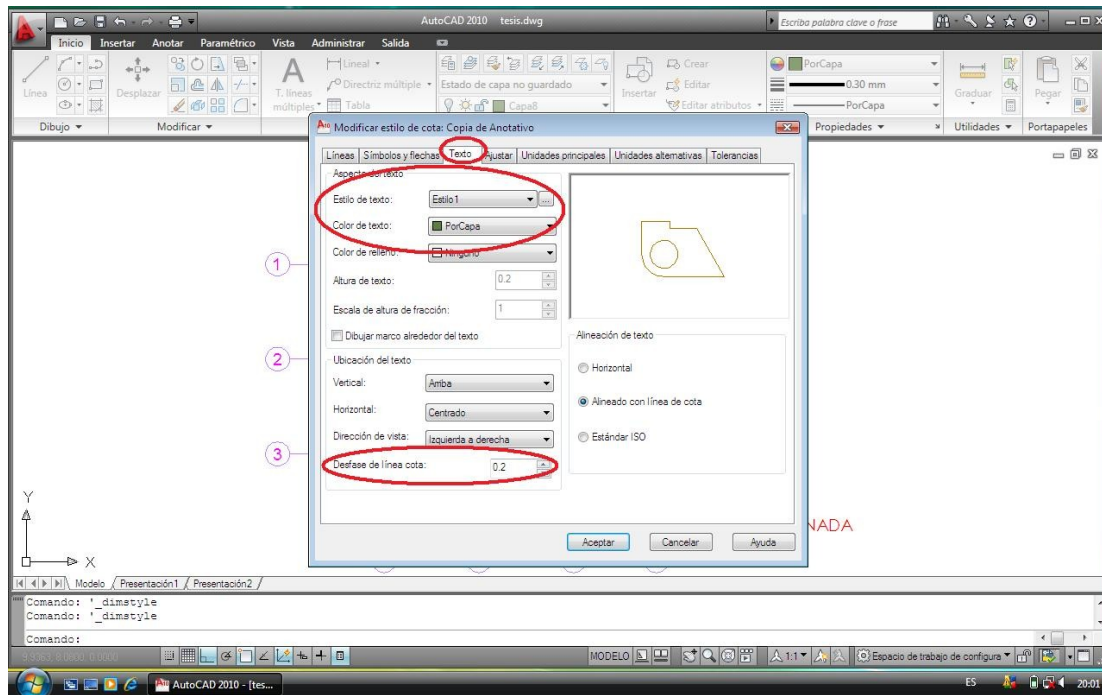 AutoCAD 2010 tesis.dwg
Escriba palabra clave o frase
Inicio Insertar Anotar Paramétrico Vista Administrar Salida
Línea
Desplazar
A
T. líneas
múltiples
Lineal
Directriz múltiple
Tabla
Estado de capa no guardado
Capa8
Insertar
Crear
Editar
Editar atributos
PorCapa
0.30 mm
PorCapa
Graduar
Pegar
Dibujo Modificar Propiedades Utilidades Portapapeles
Modificar estilo de cota: Copia de Anotativo
Líneas Símbolos y flechas Texto Ajustar Unidades principales Unidades alternativas Tolerancias
Aspecto del texto
Estilo de texto: Estilo1 ...
Color de texto: PorCapa
Color de relleno: Ninguno
Altura de texto: 0.2
Escala de altura de fracción: 1
Dibujar marco alrededor del texto
Ubicación del texto
Vertical: Arriba
Horizontal: Centrado
Dirección de vista: Izquierda a derecha
Desfase de línea cota: 0.2
Alineación de texto
Horizontal
Alineado con línea de cota
Estándar ISO
Aceptar Cancelar Ayuda
1
2
3
NADA
Y
X
Modelo Presentación1 Presentación2
Comando: '_dimstyle
Comando: '_dimstyle
Comando:
MODELO 1:1 Espacio de trabajo de configura
AutoCAD 2010 - [tes... ES 20:01